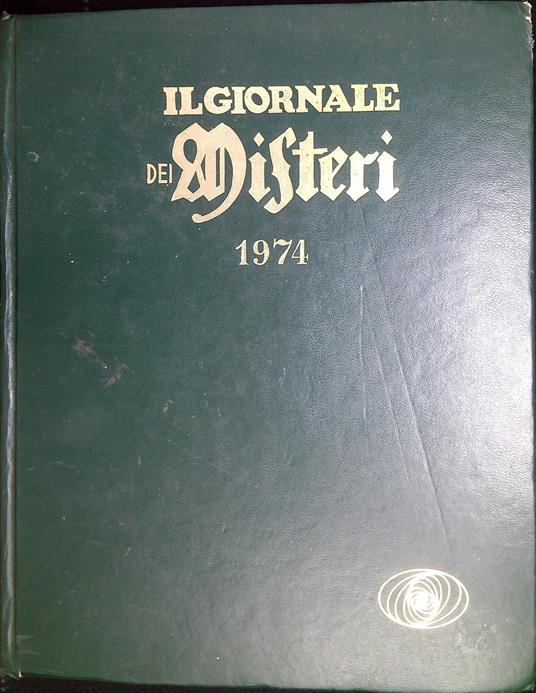 IL GIORNALE
DEI Misteri
1974